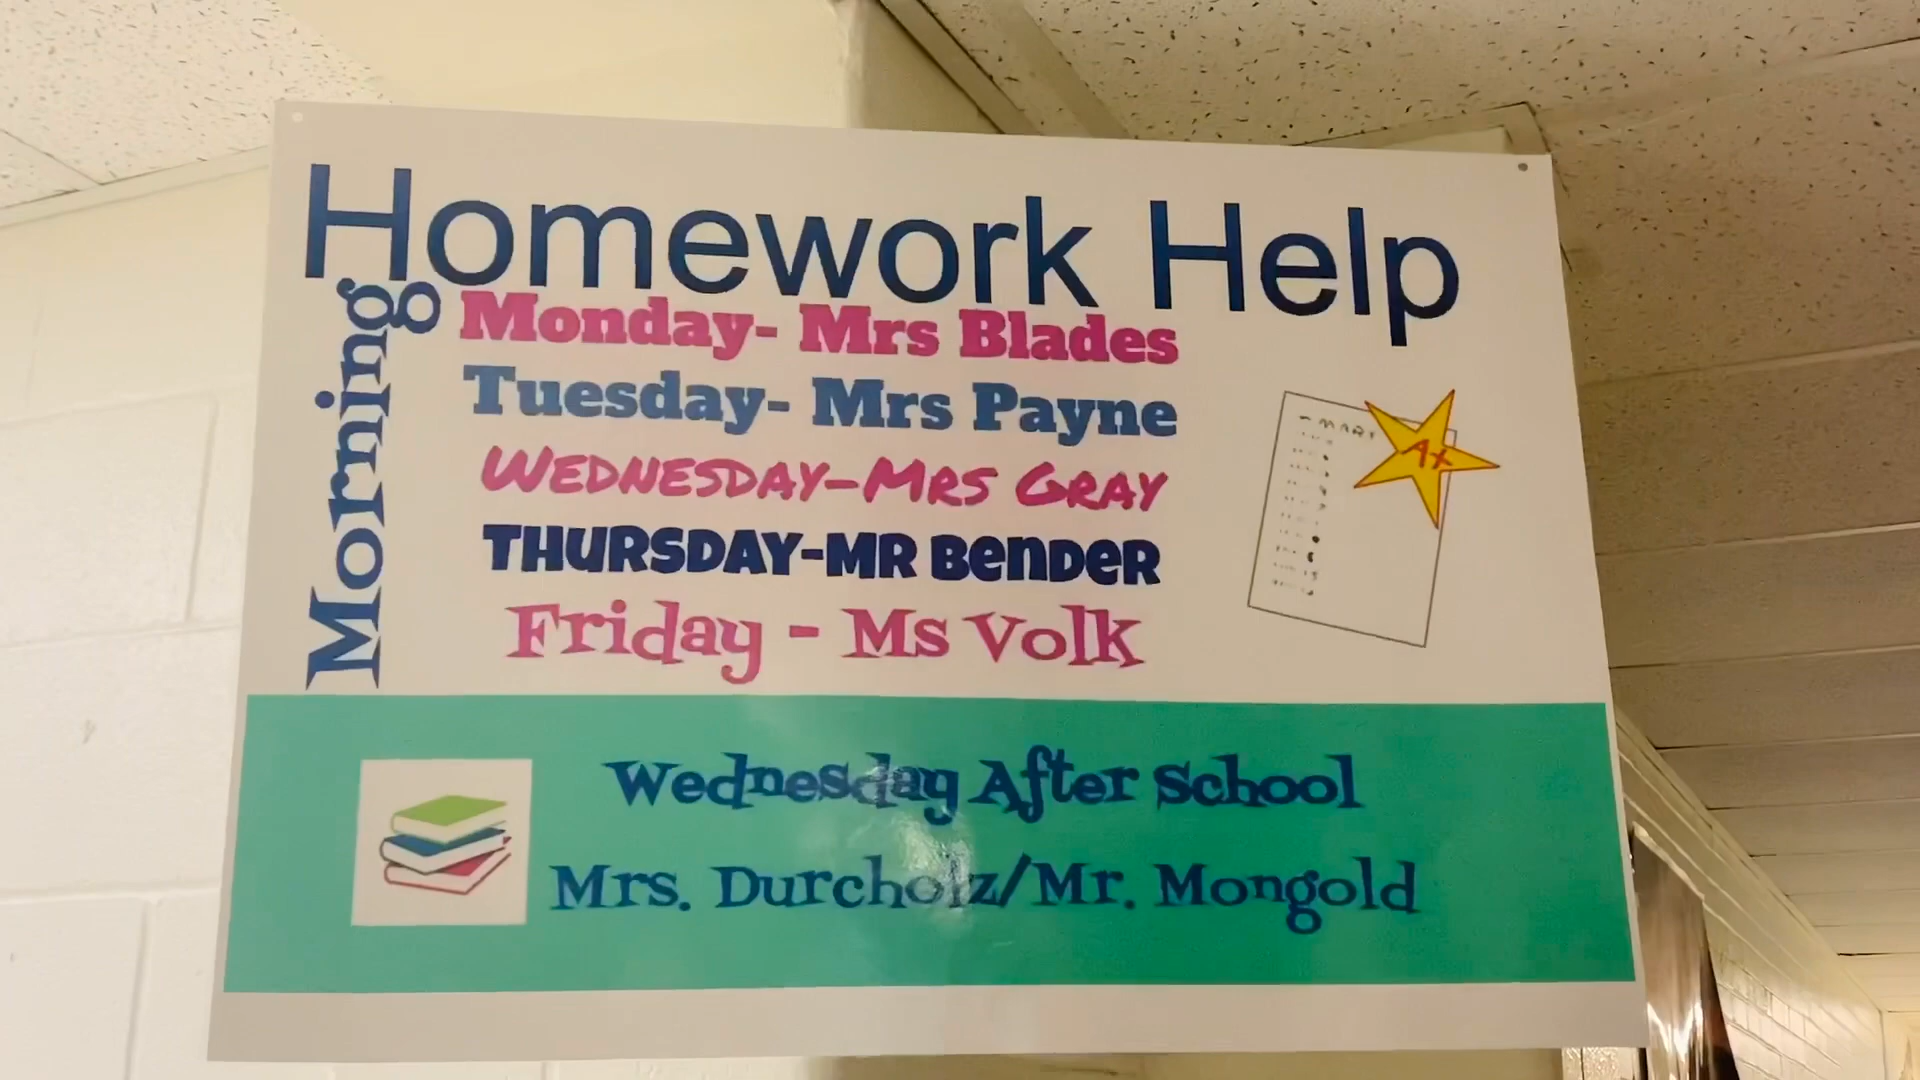 Homework Help
Morning
Monday- Mrs Blades
Tuesday- Mrs Payne
WEDNESDAY-MRS GRAY
THURSDAY-MR BENDER
Friday - Ms Volk
A+
Wednesday After School
Mrs. Durcholz/Mr. Mongold